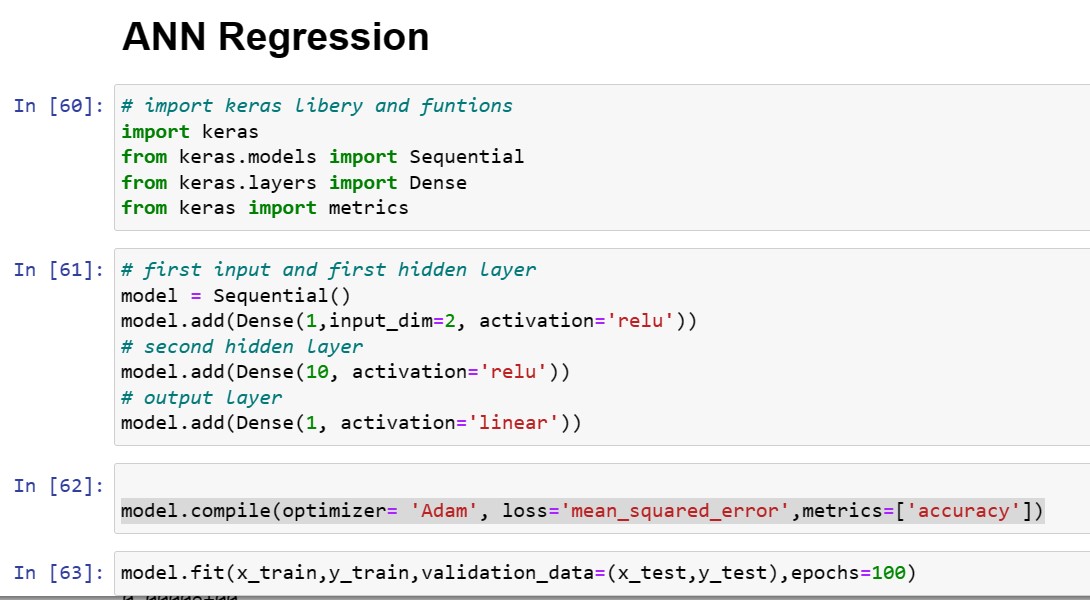 ANN Regression
In [60]:
# import keras libery and funtions
import keras
from keras.models import Sequential
from keras.layers import Dense
from keras import metrics
In [61]:
# first input and first hidden layer
model = Sequential()
model.add(Dense(1,input_dim=2, activation='relu'))
# second hidden layer
model.add(Dense(10, activation='relu'))
# output layer
model.add(Dense(1, activation='linear'))
In [62]:
model.compile(optimizer= 'Adam', loss='mean_squared_error',metrics=['accuracy'])
In [63]:
model.fit(x_train,y_train,validation_data=(x_test,y_test),epochs=100)